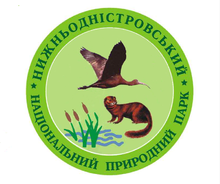 НИЖНЬОДНІСТРОВСЬКИЙ
НАЦІОНАЛЬНИЙ ПРИРОДНИЙ ПАРК